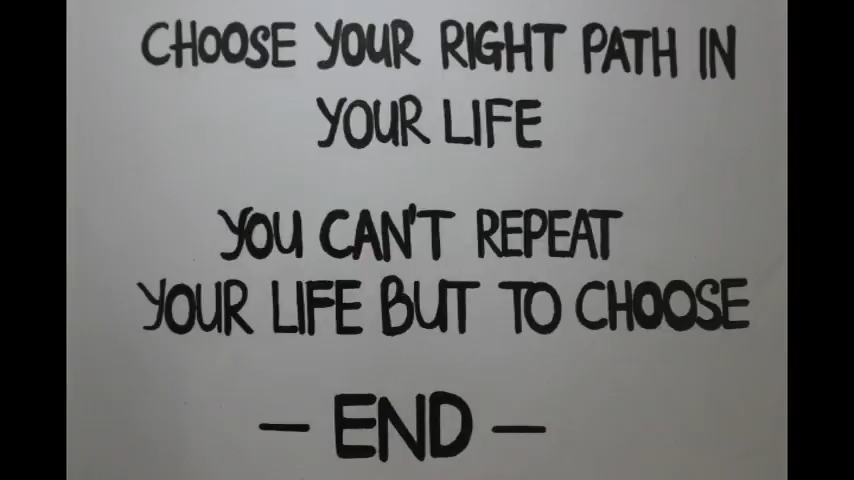 CHOOSE YOUR RIGHT PATH IN
YOUR LIFE
YOU CAN'T REPEAT
YOUR LIFE BUT TO CHOOSE
— END —